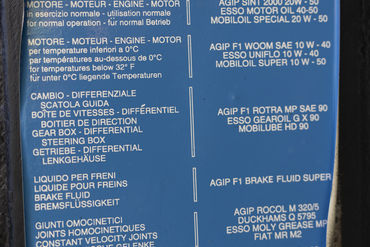 MOTORE - MOTEUR - ENGINE - MOTOR
in esercizio normale - utilisation normale
for normal operation - für normal Betrieb
AGIP SINT 2000 20W - 50
ESSO MOTOR OIL 40-50
MOBILOIL SPECIAL 20 W - 50
MOTORE - MOTEUR - ENGINE - MOTOR
per temperature inferiori a 0°C
par températures au-dessous de 0°C
for temperatures below 32° F
für unter 0°C liegende Temperaturen
AGIP F1 WOOM SAE 10 W - 40
ESSO UNIFLO 10 W - 40
MOBILOIL SUPER 10 W - 50
CAMBIO - DIFFERENZIALE
SCATOLA GUIDA
BOÎTE DE VITESSES - DIFFÉRENTIEL
BOITIER DE DIRECTION
GEAR BOX - DIFFERENTIAL
STEERING BOX
GETRIEBE - DIFFERENTIAL
LENKGEHÄUSE
AGIP F1 ROTRA MP SAE 90
ESSO GEAROIL G X 90
MOBILUBE HD 90
LIQUIDO PER FRENI
LIQUIDE POUR FREINS
BRAKE FLUID
BREMSFLÜSSIGKEIT
AGIP F1 BRAKE FLUID SUPER
GIUNTI OMOCINETICI
JOINTS HOMOCINETIQUES
CONSTANT VELOCITY JOINTS
AGIP ROCOL M 320/5
DUCKHAMS Q 5795
ESSO MOLY GREASE MP
FIAT MR M2